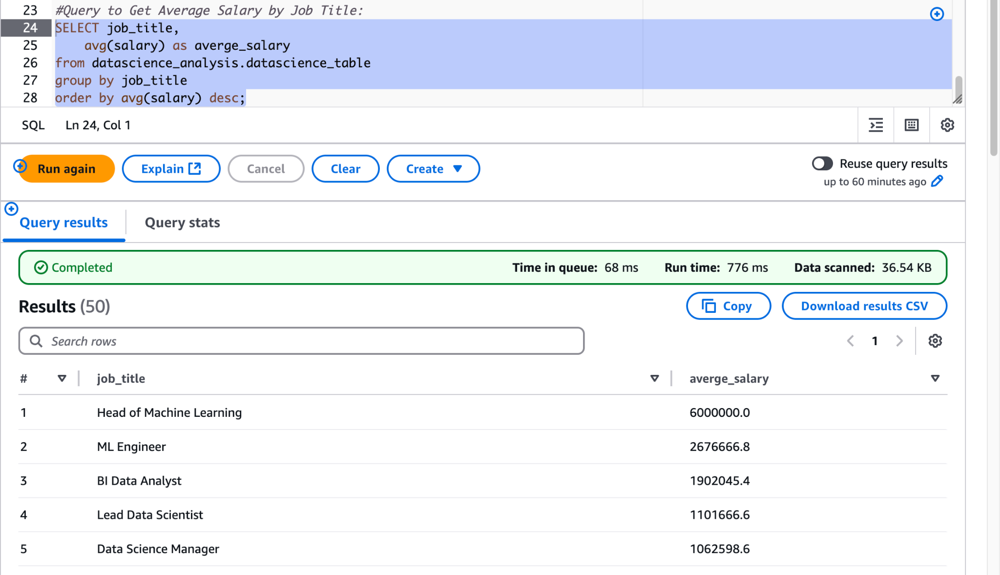 23 #Query to Get Average Salary by Job Title:
24 SELECT job_title,
25 avg(salary) as averge_salary
26 from datascience_analysis.datascience_table
27 group by job_title
28 order by avg(salary) desc;
SQL Ln 24, Col 1
Run again Explain Cancel Clear Create Reuse query results
up to 60 minutes ago
Query results Query stats
Completed Time in queue: 68 ms Run time: 776 ms Data scanned: 36.54 KB
Results (50) Copy Download results CSV
Search rows 1
# job_title averge_salary
1 Head of Machine Learning 6000000.0
2 ML Engineer 2676666.8
3 BI Data Analyst 1902045.4
4 Lead Data Scientist 1101666.6
5 Data Science Manager 1062598.6